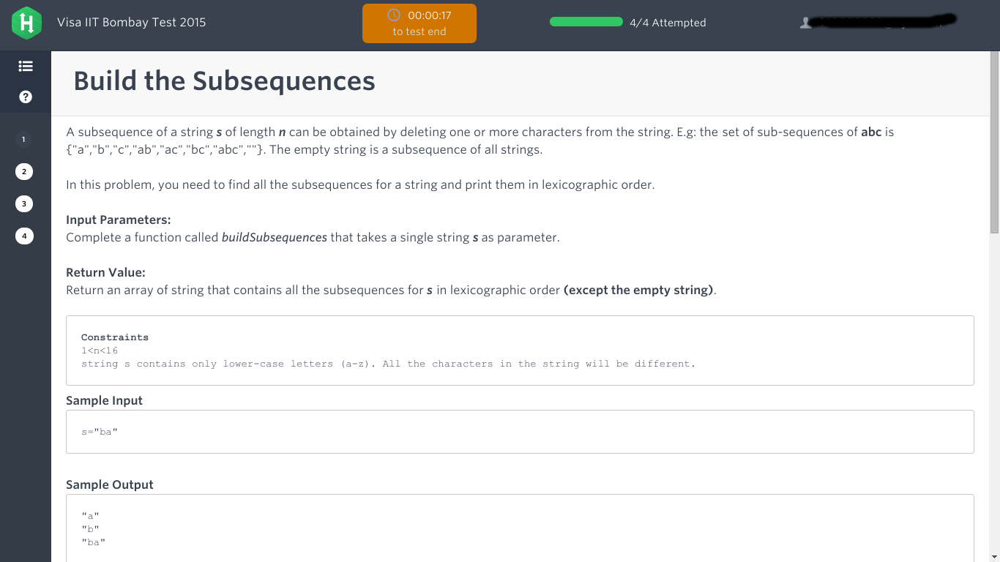 Visa IIT Bombay Test 2015
00:00:17
to test end
4/4 Attempted
1
2
3
4
Build the Subsequences
A subsequence of a string s of length n can be obtained by deleting one or more characters from the string. E.g: the set of sub-sequences of abc is
{"a","b","c","ab","ac","bc","abc",""}. The empty string is a subsequence of all strings.
In this problem, you need to find all the subsequences for a string and print them in lexicographic order.
Input Parameters:
Complete a function called buildSubsequences that takes a single string s as parameter.
Return Value:
Return an array of string that contains all the subsequences for s in lexicographic order (except the empty string).
Constraints
1<n<16
string s contains only lower-case letters (a-z). All the characters in the string will be different.
Sample Input
s="ba"
Sample Output
"a"
"b"
"ba"